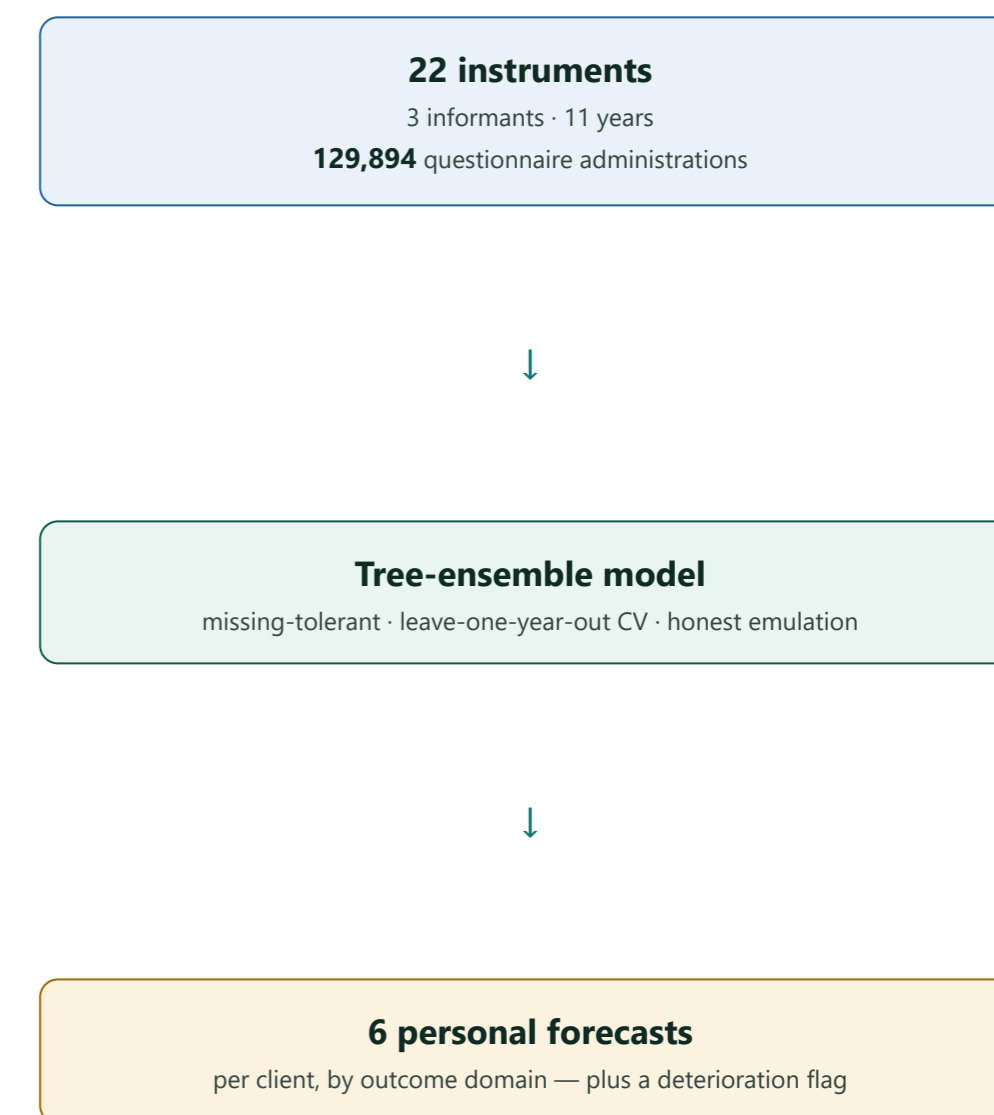 22 instruments
3 informants · 11 years
129,894 questionnaire administrations
↓
Tree-ensemble model
missing-tolerant · leave-one-year-out CV · honest emulation
↓
6 personal forecasts
per client, by outcome domain — plus a deterioration flag